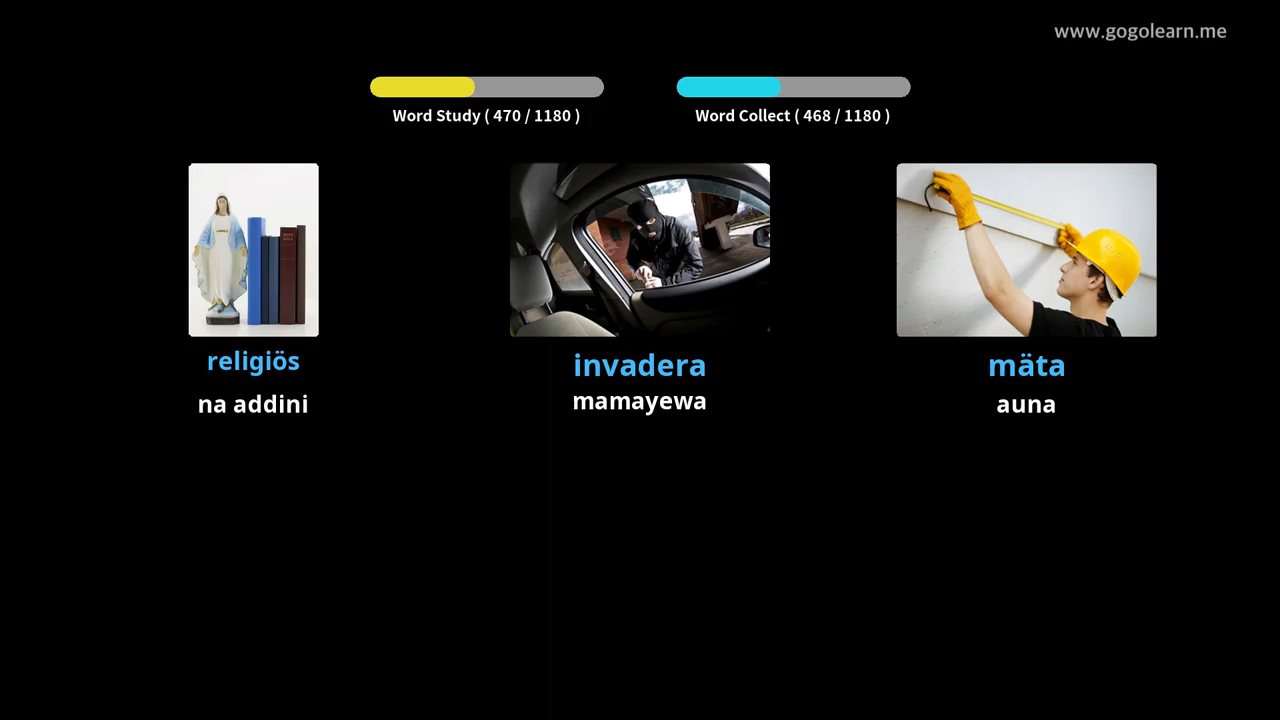 www.gogolearn.me
Word Study ( 470 / 1180 )
Word Collect ( 468 / 1180 )
religiös
invadera
mäta
na addini
mamayewa
auna